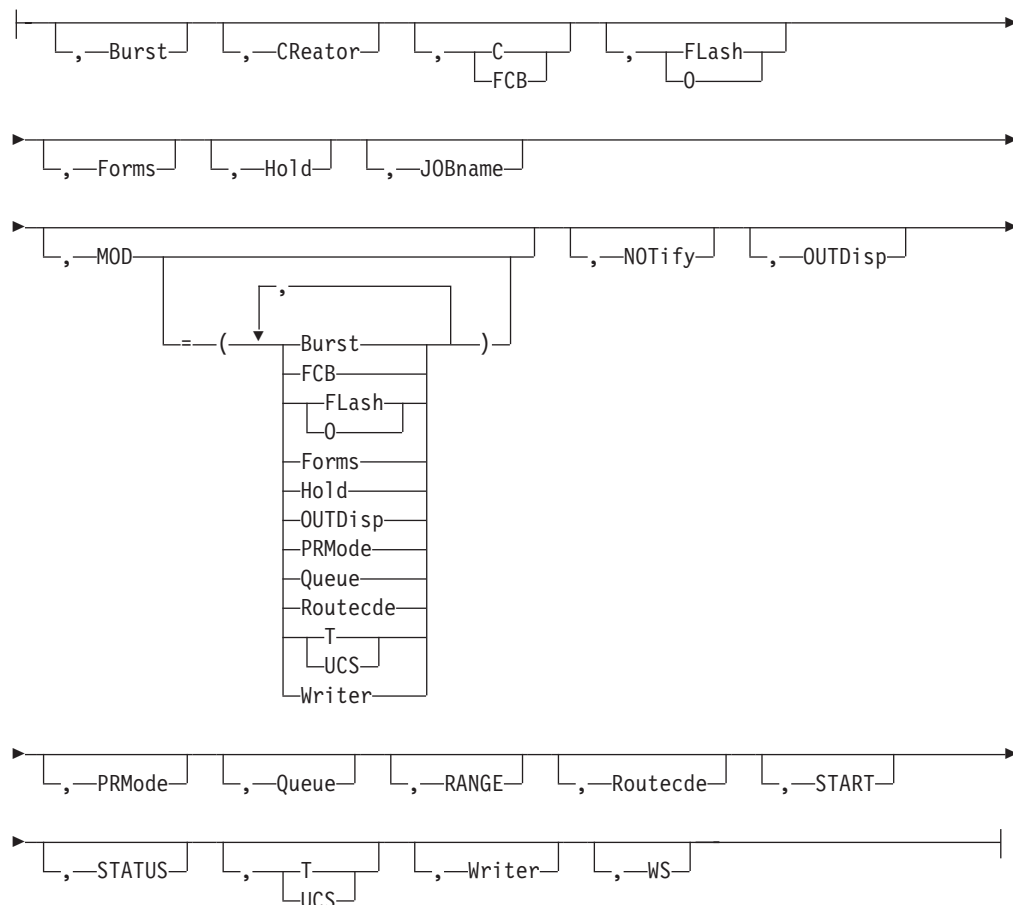 , Burst , CReator , C , FLash
FCB O
, Forms , Hold , JOBname
, MOD , NOTify , OUTDisp
,
= ( Burst )
FCB
FLash
O
Forms
Hold
OUTDisp
PRMode
Queue
Routecde
T
UCS
Writer
, PRMode , Queue , RANGE , Routecde , START
, STATUS , T , Writer , WS
UCS